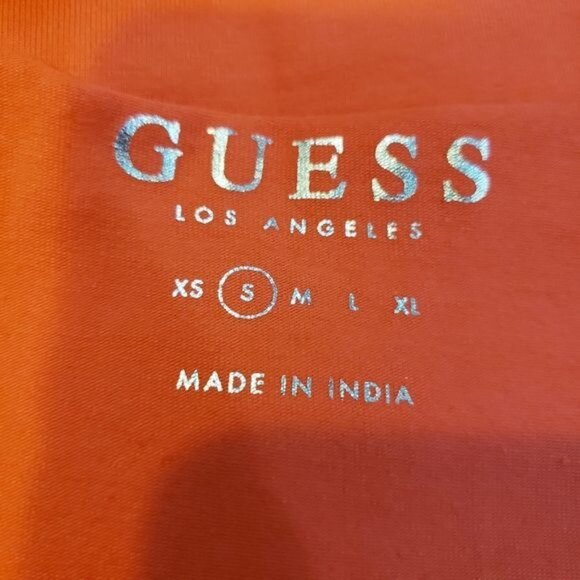 GUESS
LOS ANGELES
XS S M L XL
MADE IN INDIA